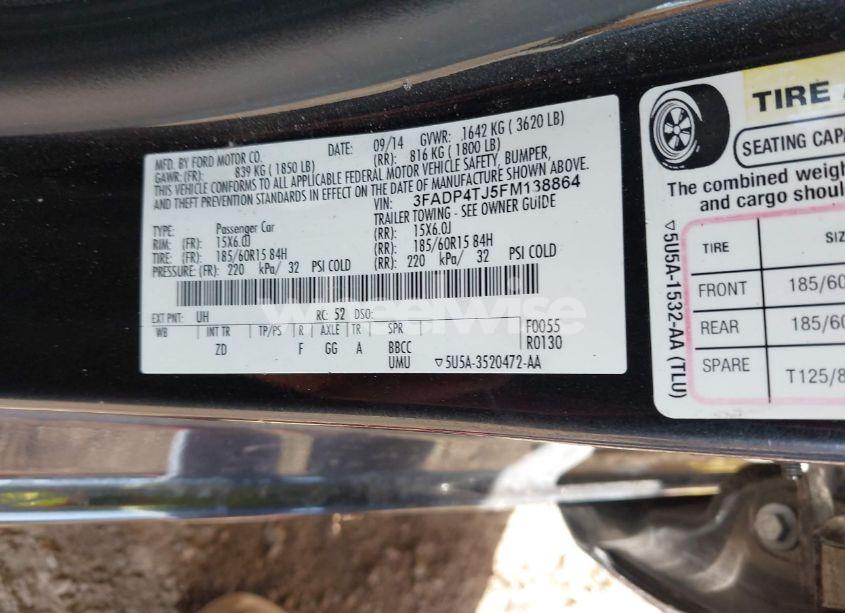 MFD. BY FORD MOTOR CO. DATE: 09/14 GVWR: 1642 KG ( 3620 LB)
GAWR: (FR): 839 KG ( 1850 LB) (RR): 816 KG ( 1800 LB)
THIS VEHICLE CONFORMS TO ALL APPLICABLE FEDERAL MOTOR VEHICLE SAFETY, BUMPER,
AND THEFT PREVENTION STANDARDS IN EFFECT ON THE DATE OF MANUFACTURE SHOWN ABOVE.
VIN: 3FADP4TJ5FM138864
TYPE: Passenger Car TRAILER TOWING - SEE OWNER GUIDE
RIM: (FR): 15X6.0J (RR): 15X6.0J
TIRE: (FR): 185/60R15 84H (RR): 185/60R15 84H
PRESSURE: (FR): 220 kPa/ 32 PSI COLD (RR): 220 kPa/ 32 PSI COLD
wheelwise
EXT PNT: UH RC: 52 DSO:
WB INT TR TP/PS R AXLE TR SPR F0055
ZD F GG A BBCC R0130
UMU ▽5U5A-3520472-AA
TIRE
SEATING CAPA
The combined weigh
and cargo shoul
TIRE SIZ
FRONT 185/60
REAR 185/60
SPARE T125/8
▽5U5A-1532-AA (TLU)